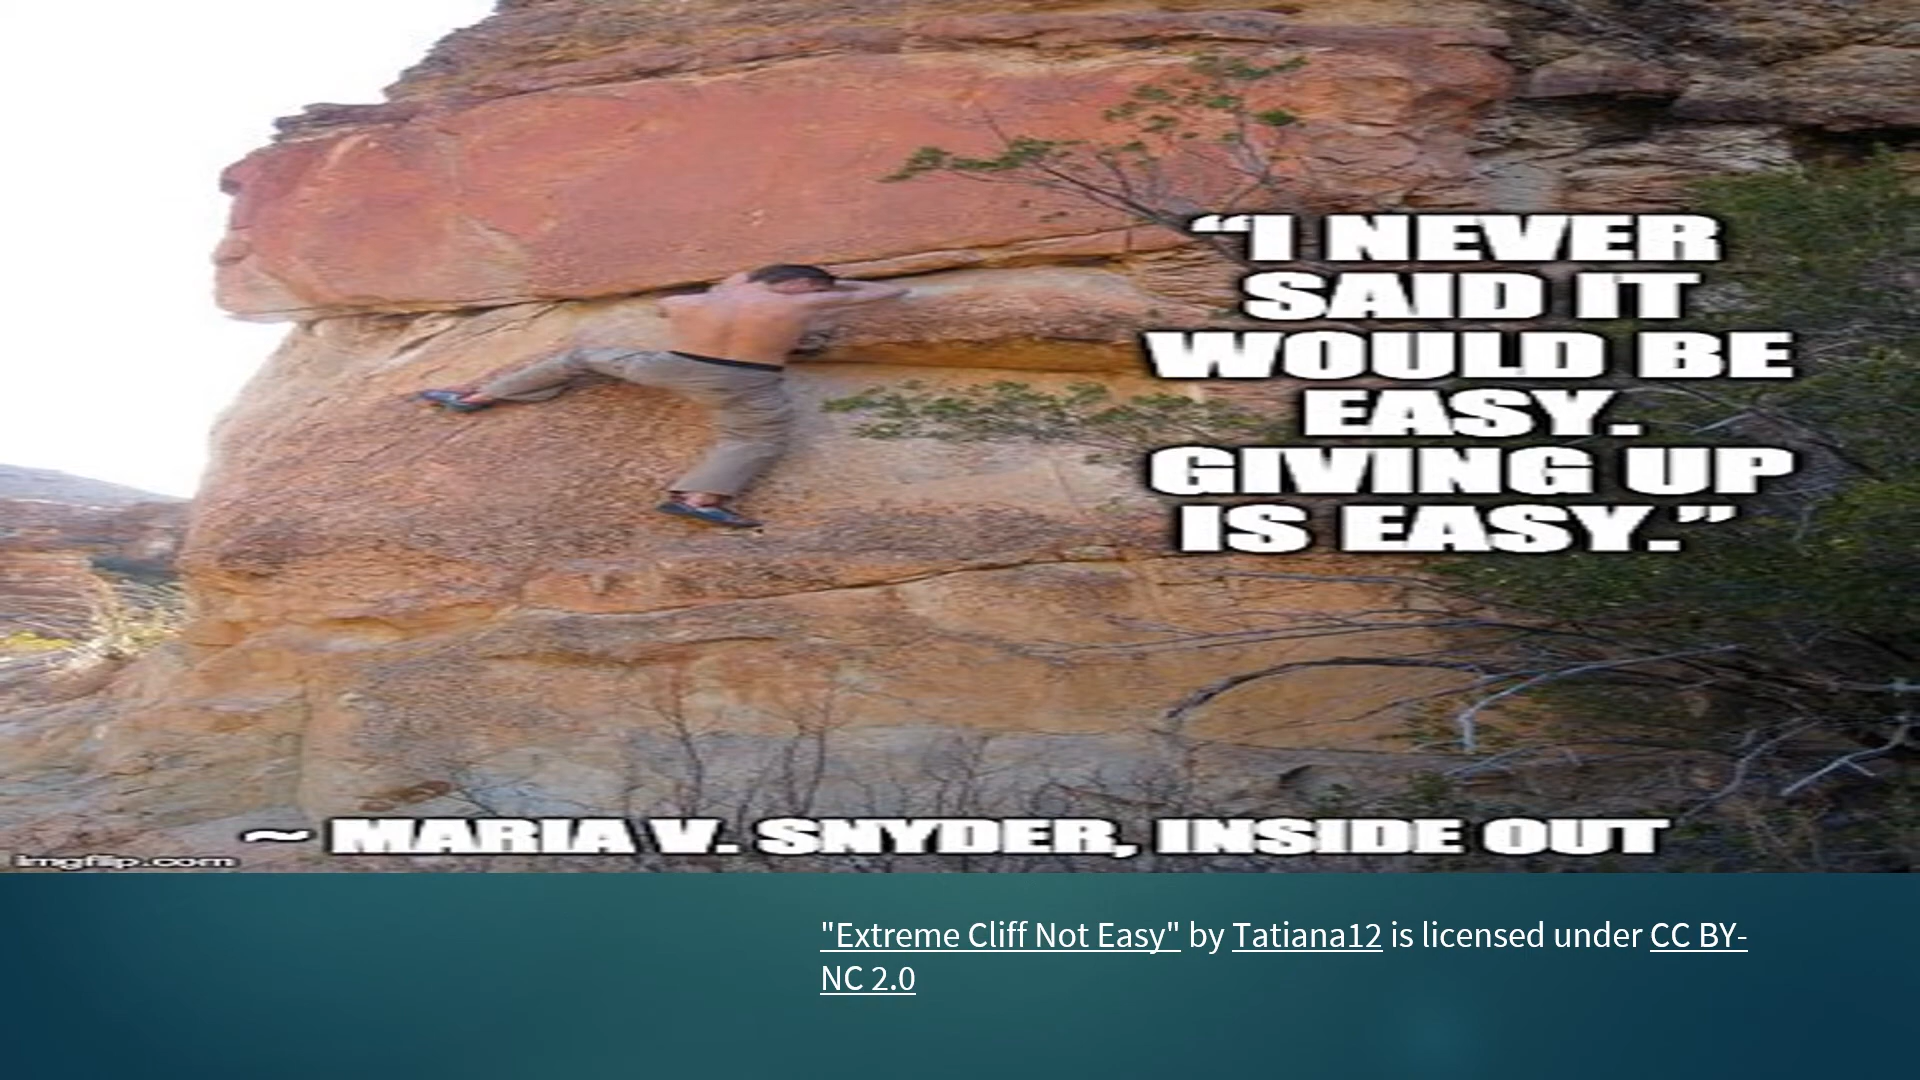 “I NEVER
SAID IT
WOULD BE
EASY.
GIVING UP
IS EASY.”
~ MARIA V. SNYDER, INSIDE OUT
imgflip.com
"Extreme Cliff Not Easy" by Tatiana12 is licensed under CC BY-
NC 2.0